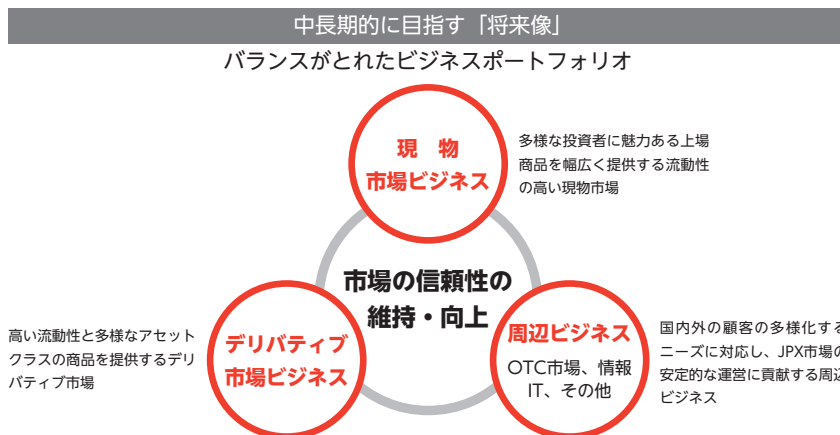 中長期的に目指す「将来像」
バランスがとれたビジネスポートフォリオ
現　物
市場ビジネス
多様な投資者に魅力ある上場
商品を幅広く提供する流動性
の高い現物市場
市場の信頼性の
維持・向上
高い流動性と多様なアセット
クラスの商品を提供するデリ
バティブ市場
デリバティブ
市場ビジネス
周辺ビジネス
OTC市場、情報
IT、その他
国内外の顧客の多様化する
ニーズに対応し、JPX市場の
安定的な運営に貢献する周辺
ビジネス